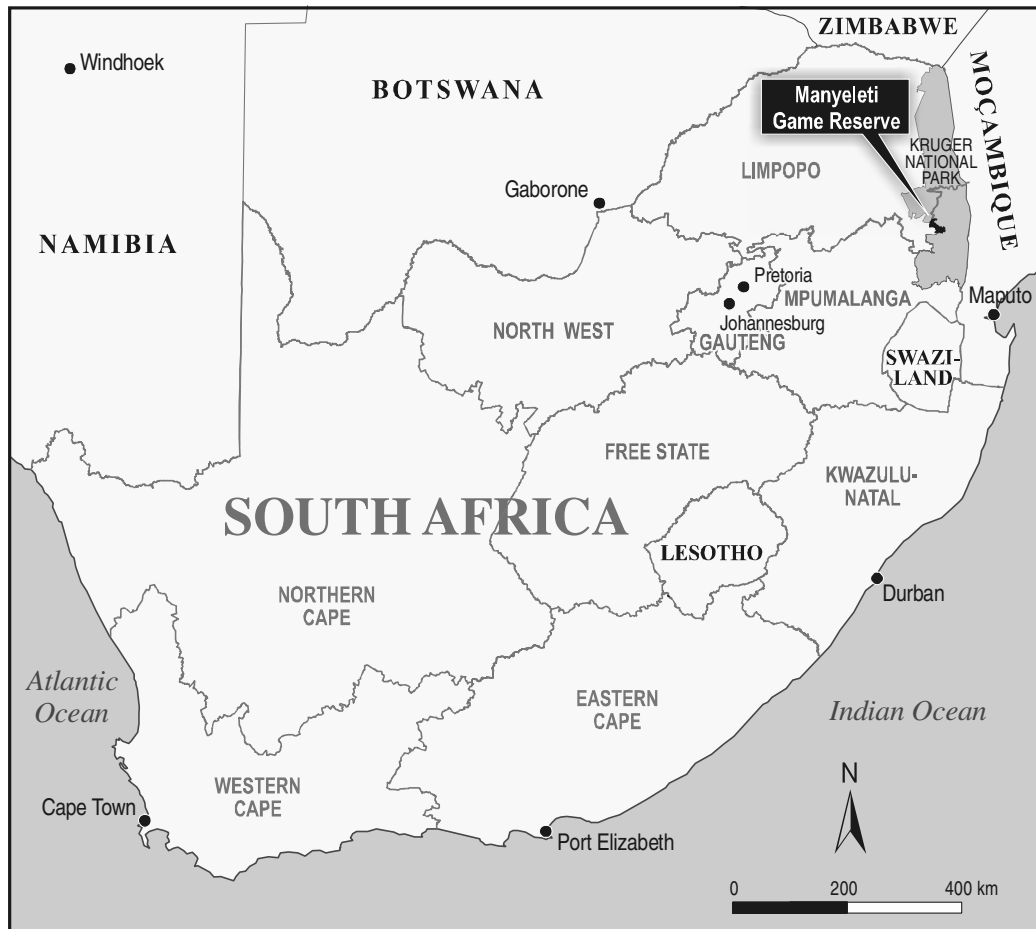 ZIMBABWE
Windhoek
BOTSWANA
MOÇAMBIQUE
Manyeleti
Game Reserve
KRUGER
NATIONAL
PARK
LIMPOPO
Gaborone
NAMIBIA
Pretoria
MPUMALANGA
Maputo
Johannesburg
NORTH WEST
GAUTENG
SWAZI-
LAND
FREE STATE
KWAZULU-
NATAL
SOUTH AFRICA
LESOTHO
Durban
NORTHERN
CAPE
Atlantic
Ocean
EASTERN
CAPE
Indian Ocean
WESTERN
CAPE
N
Cape Town
Port Elizabeth
0 200 400 km